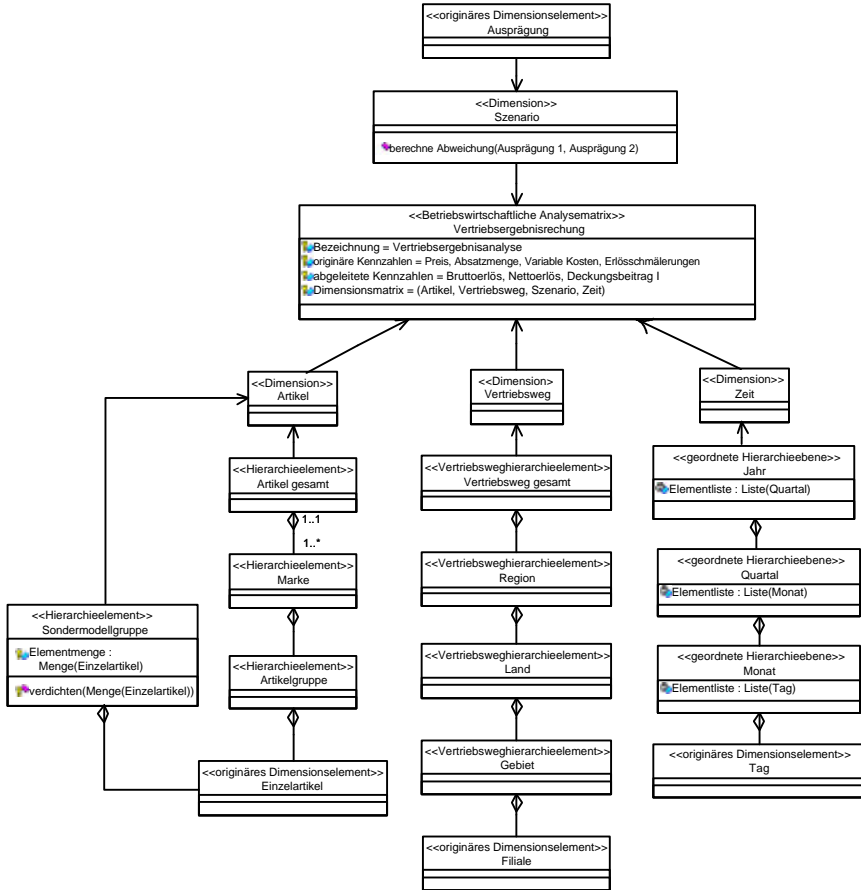 <<originäres Dimensionselement>>
Ausprägung
<<Dimension>>
Szenario
berechne Abweichung(Ausprägung 1, Ausprägung 2)
<<Betriebswirtschaftliche Analysematrix>>
Vertriebsergebnisrechung
Bezeichnung = Vertriebsergebnisanalyse
originäre Kennzahlen = Preis, Absatzmenge, Variable Kosten, Erlösschmälerungen
abgeleitete Kennzahlen = Bruttoerlös, Nettoerlös, Deckungsbeitrag I
Dimensionsmatrix = (Artikel, Vertriebsweg, Szenario, Zeit)
<<Dimension>>
Artikel
<<Dimension>
Vertriebsweg
<<Dimension>>
Zeit
<<Hierarchieelement>>
Artikel gesamt
1..1
1..*
<<Hierarchieelement>>
Marke
<<Hierarchieelement>>
Artikelgruppe
<<Hierarchieelement>>
Sondermodellgruppe
Elementmenge :
Menge(Einzelartikel)
verdichten(Menge(Einzelartikel))
<<originäres Dimensionselement>>
Einzelartikel
<<Vertriebsweghierarchieelement>>
Vertriebsweg gesamt
<<Vertriebsweghierarchieelement>>
Region
<<Vertriebsweghierarchieelement>>
Land
<<Vertriebsweghierarchieelement>>
Gebiet
<<originäres Dimensionselement>>
Filiale
<<geordnete Hierarchieebene>>
Jahr
Elementliste : Liste(Quartal)
<<geordnete Hierarchieebene>>
Quartal
Elementliste : Liste(Monat)
<<geordnete Hierarchieebene>>
Monat
Elementliste : Liste(Tag)
<<originäres Dimensionselement>>
Tag